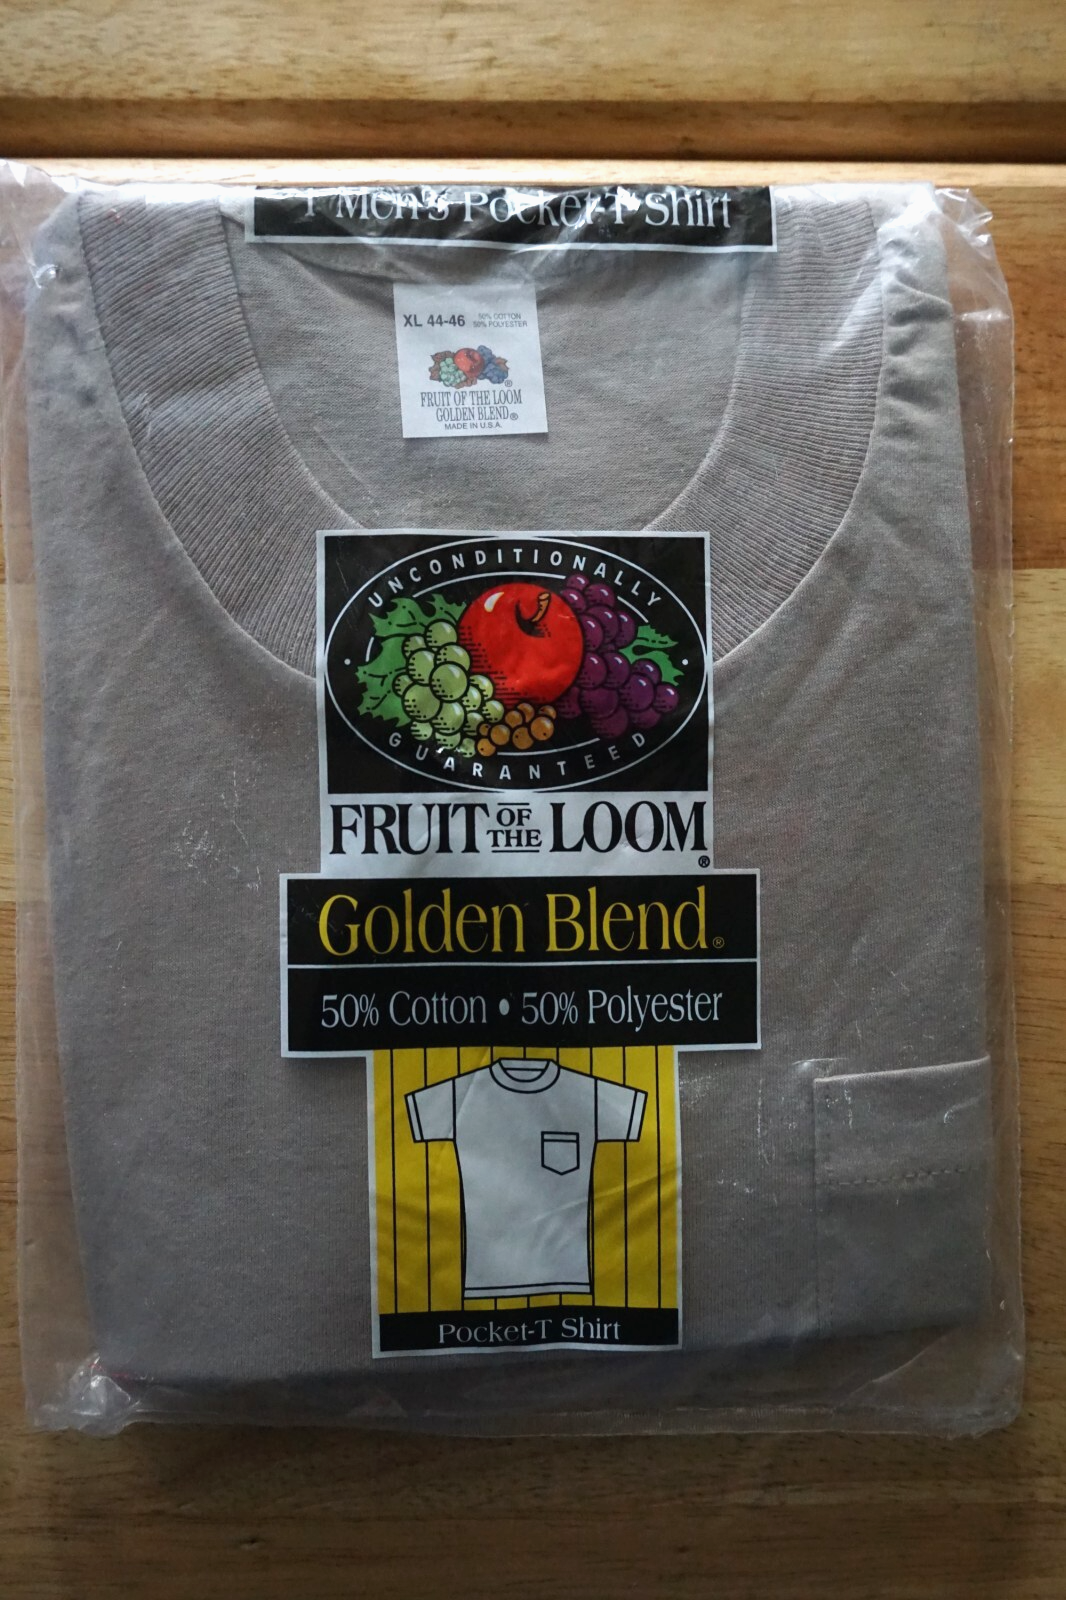 1 Men's Pocket-T Shirt
XL 44-46
50% COTTON
50% POLYESTER
FRUIT OF THE LOOM
GOLDEN BLEND®
MADE IN U.S.A.
UNCONDITIONALLY
GUARANTEED
FRUIT OF THE LOOM®
Golden Blend®
50% Cotton • 50% Polyester
Pocket-T Shirt